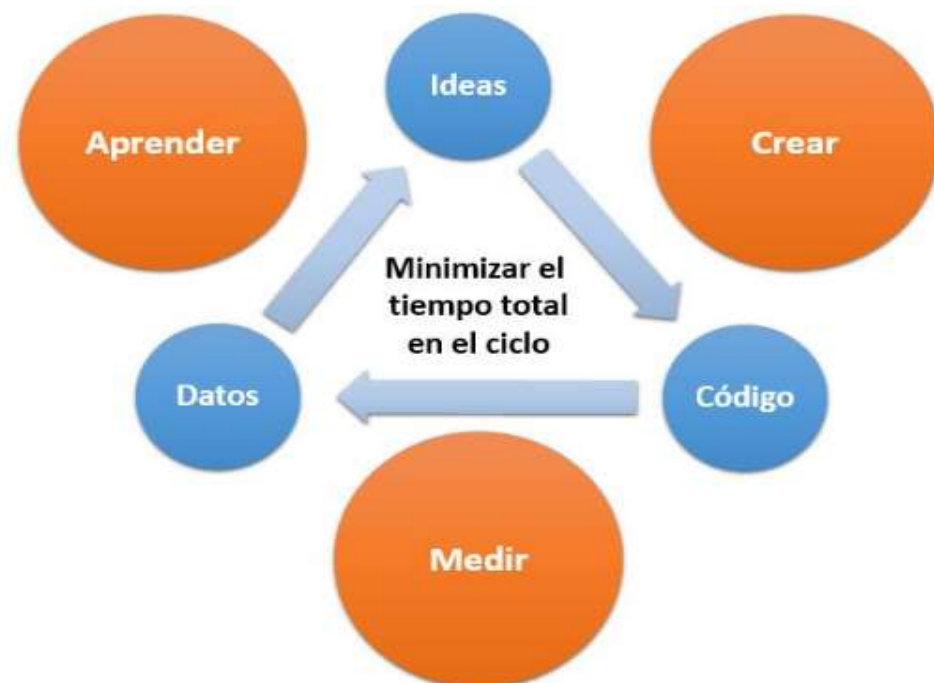 Ideas
Aprender
Crear
Minimizar el
tiempo total
en el ciclo
Datos
Código
Medir